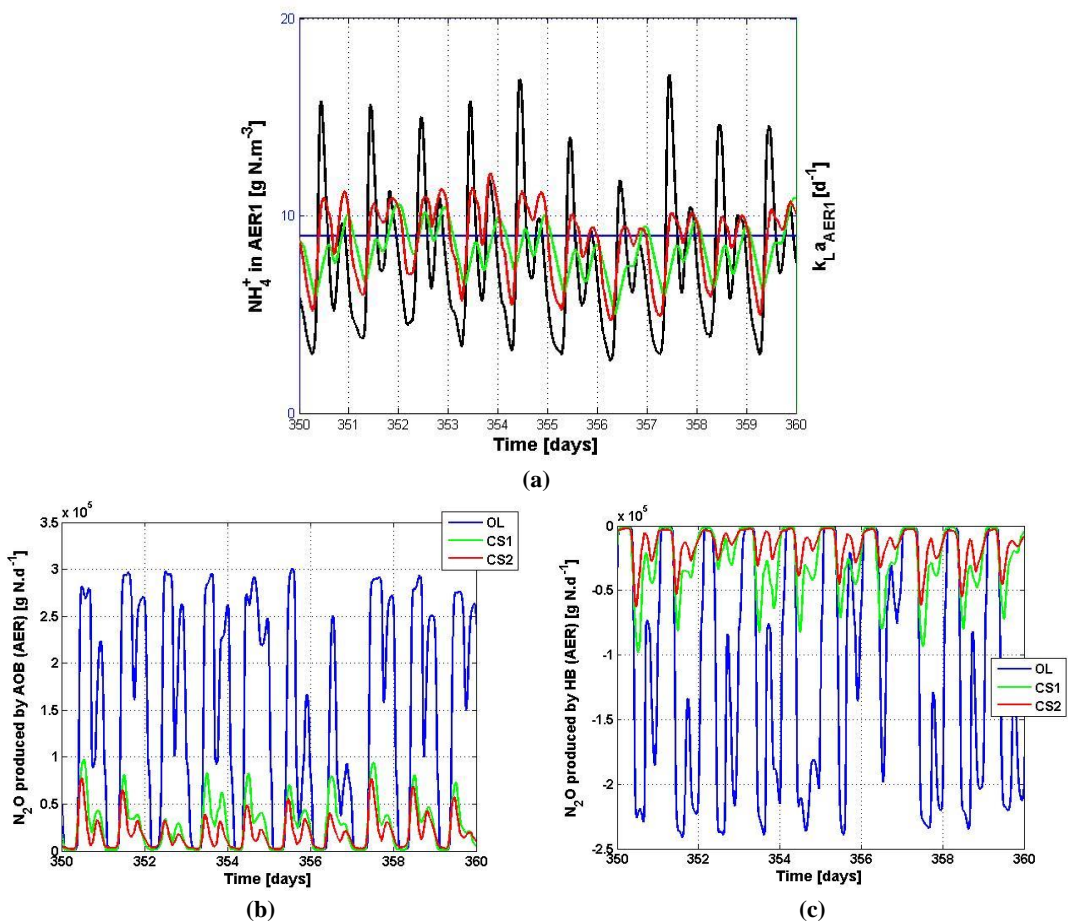 20
10
0
NH4+ in AER1 [g N.m-3]
kLaAER1 [d-1]
350 351 352 353 354 355 356 357 358 359 360
Time [days]
(a)
x 10^5
3.5
3
2.5
2
1.5
1
0.5
0
N2O produced by AOB (AER) [g N.d-1]
OL
CS1
CS2
350 352 354 356 358 360
Time [days]
(b)
x 10^5
0
-0.5
-1
-1.5
-2
-2.5
N2O produced by HB (AER) [g N.d-1]
OL
CS1
CS2
350 352 354 356 358 360
Time [days]
(c)